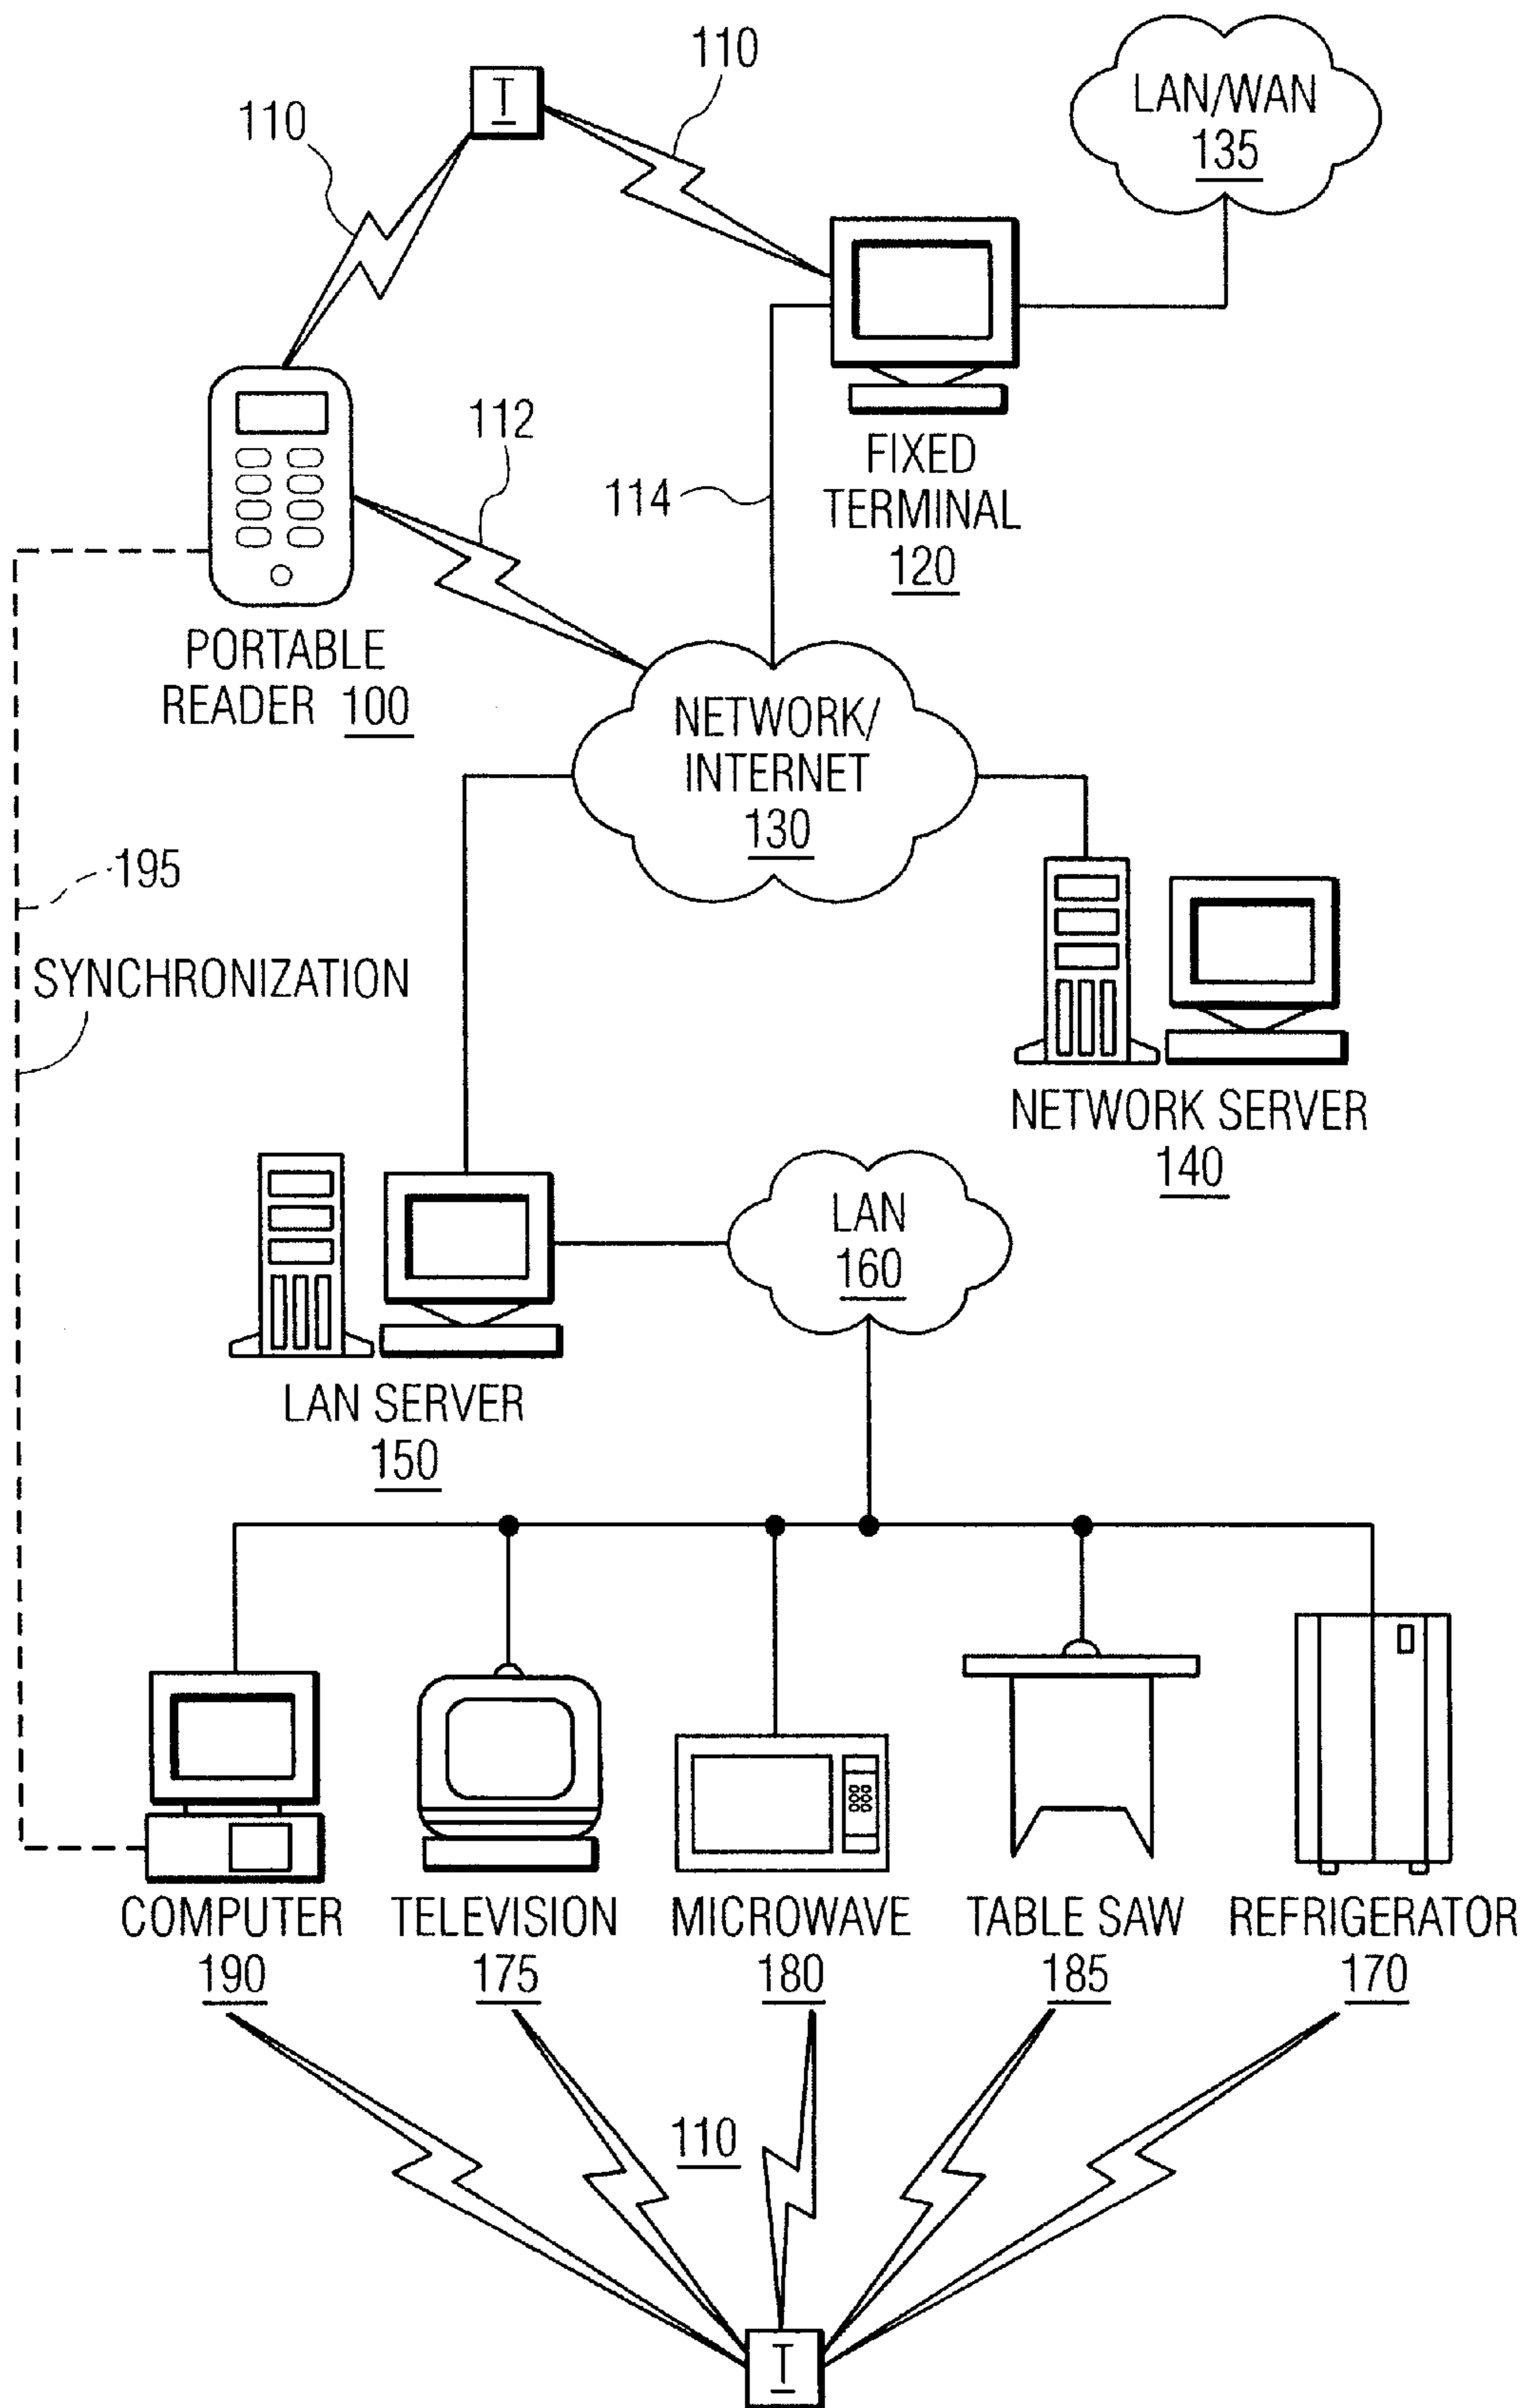 110
T
110
LAN/WAN
135
112
114
FIXED
TERMINAL
120
PORTABLE
READER 100
NETWORK/
INTERNET
130
195
SYNCHRONIZATION
NETWORK SERVER
140
LAN
160
LAN SERVER
150
COMPUTER
190
TELEVISION
175
MICROWAVE
180
TABLE SAW
185
REFRIGERATOR
170
110
T